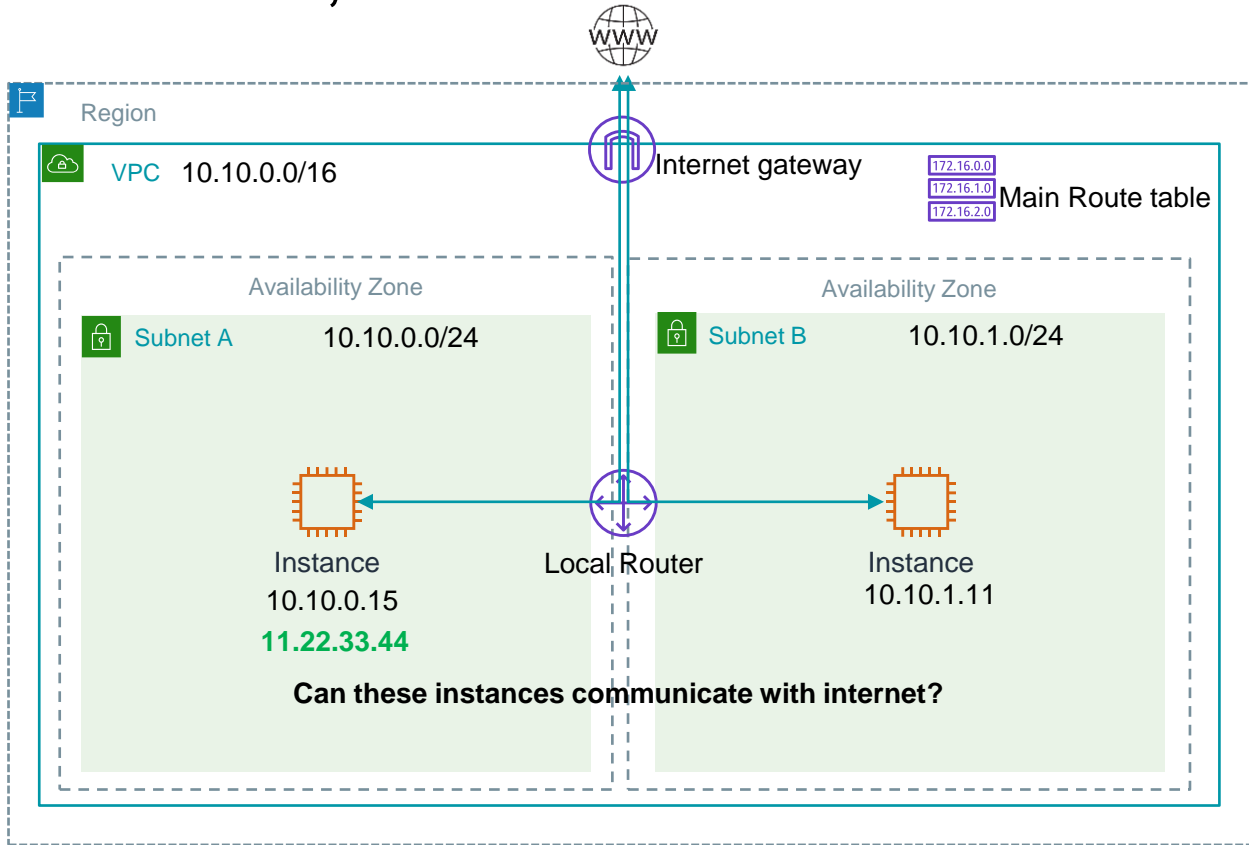 WWW
Region
VPC 10.10.0.0/16
Internet gateway
172.16.0.0
172.16.1.0
172.16.2.0
Main Route table
Availability Zone
Availability Zone
Subnet A 10.10.0.0/24
Subnet B 10.10.1.0/24
Instance
10.10.0.15
11.22.33.44
Local Router
Instance
10.10.1.11
Can these instances communicate with internet?